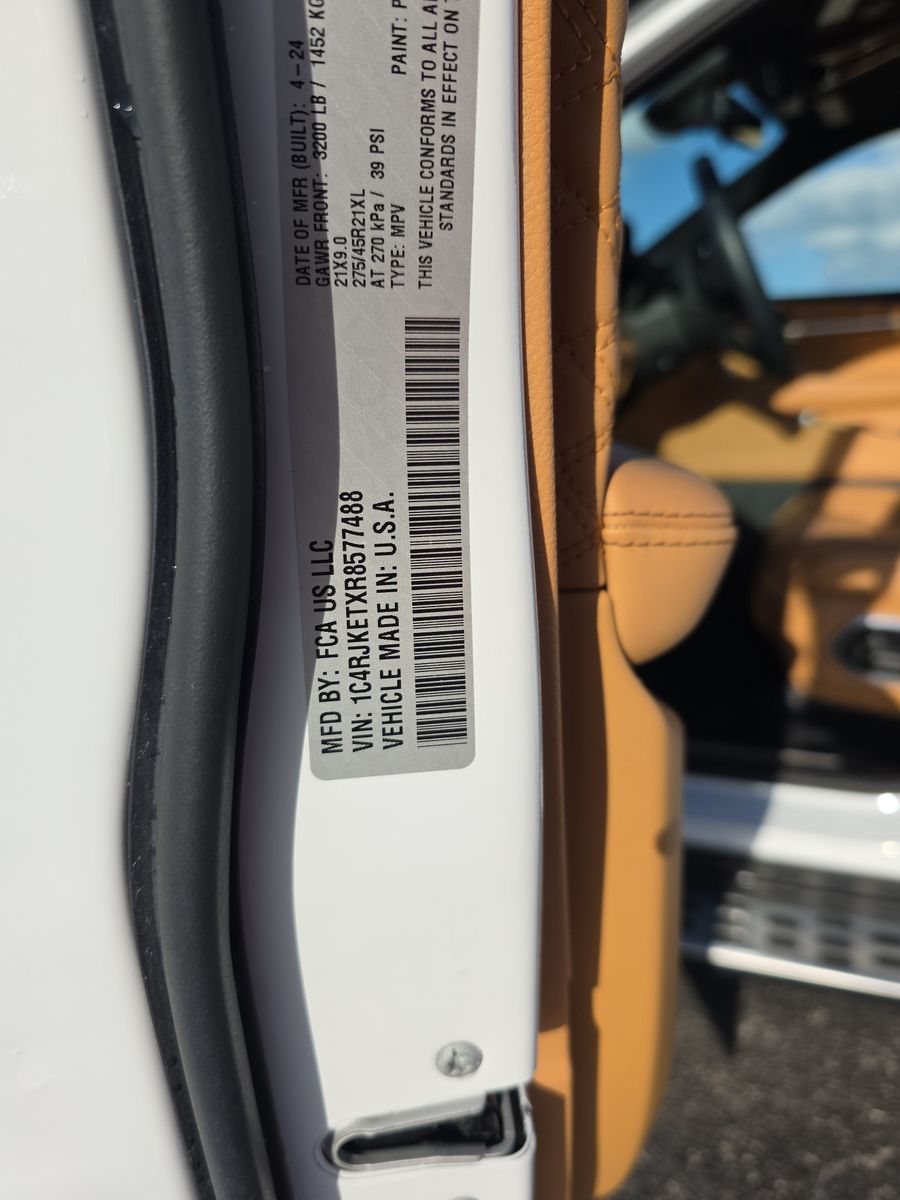 MFD BY: FCA US LLC
VIN: 1C4RJKETXR8577488
VEHICLE MADE IN: U.S.A.
DATE OF MFR (BUILT): 4-24
GAWR FRONT: 3200 LB / 1452 KG
21X9.0
275/45R21XL
AT 270 kPa / 39 PSI
TYPE: MPV PAINT:
THIS VEHICLE CONFORMS TO ALL
STANDARDS IN EFFECT ON